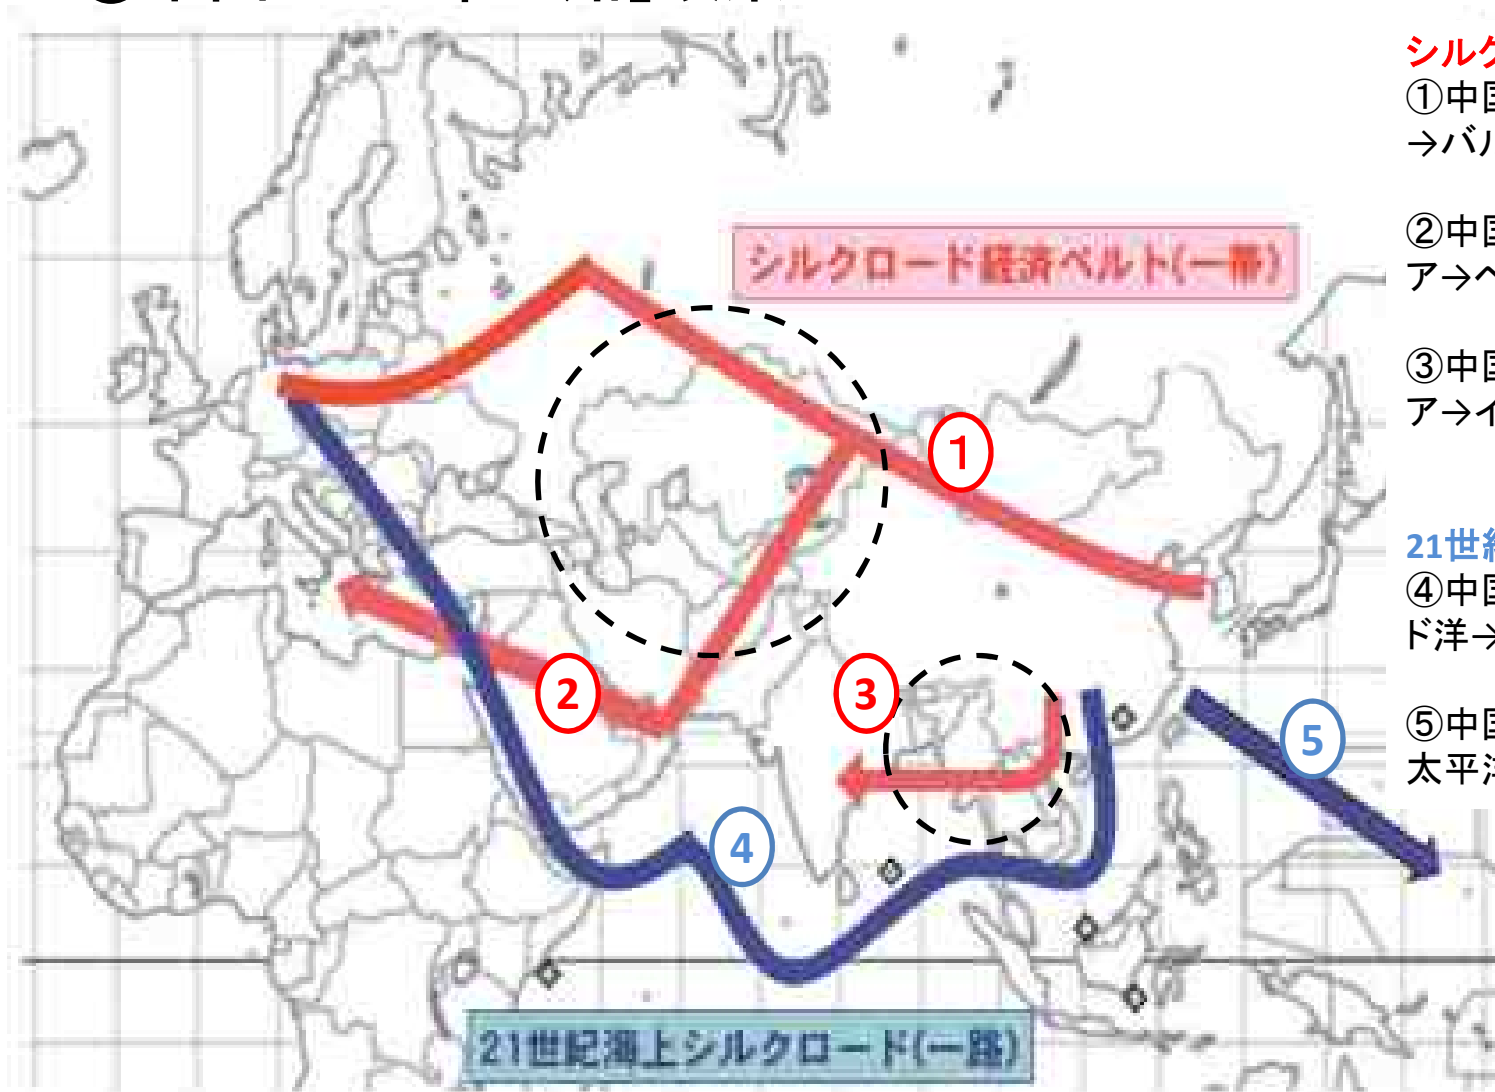 シルク
①中国
→バル
シルクロード経済ベルト(一帯)
②中国
ア→ペ
③中国
ア→イ
①
21世紀
④中国
ド洋→
②
③
⑤中国
太平洋
⑤
④
21世紀海上シルクロード(一路)